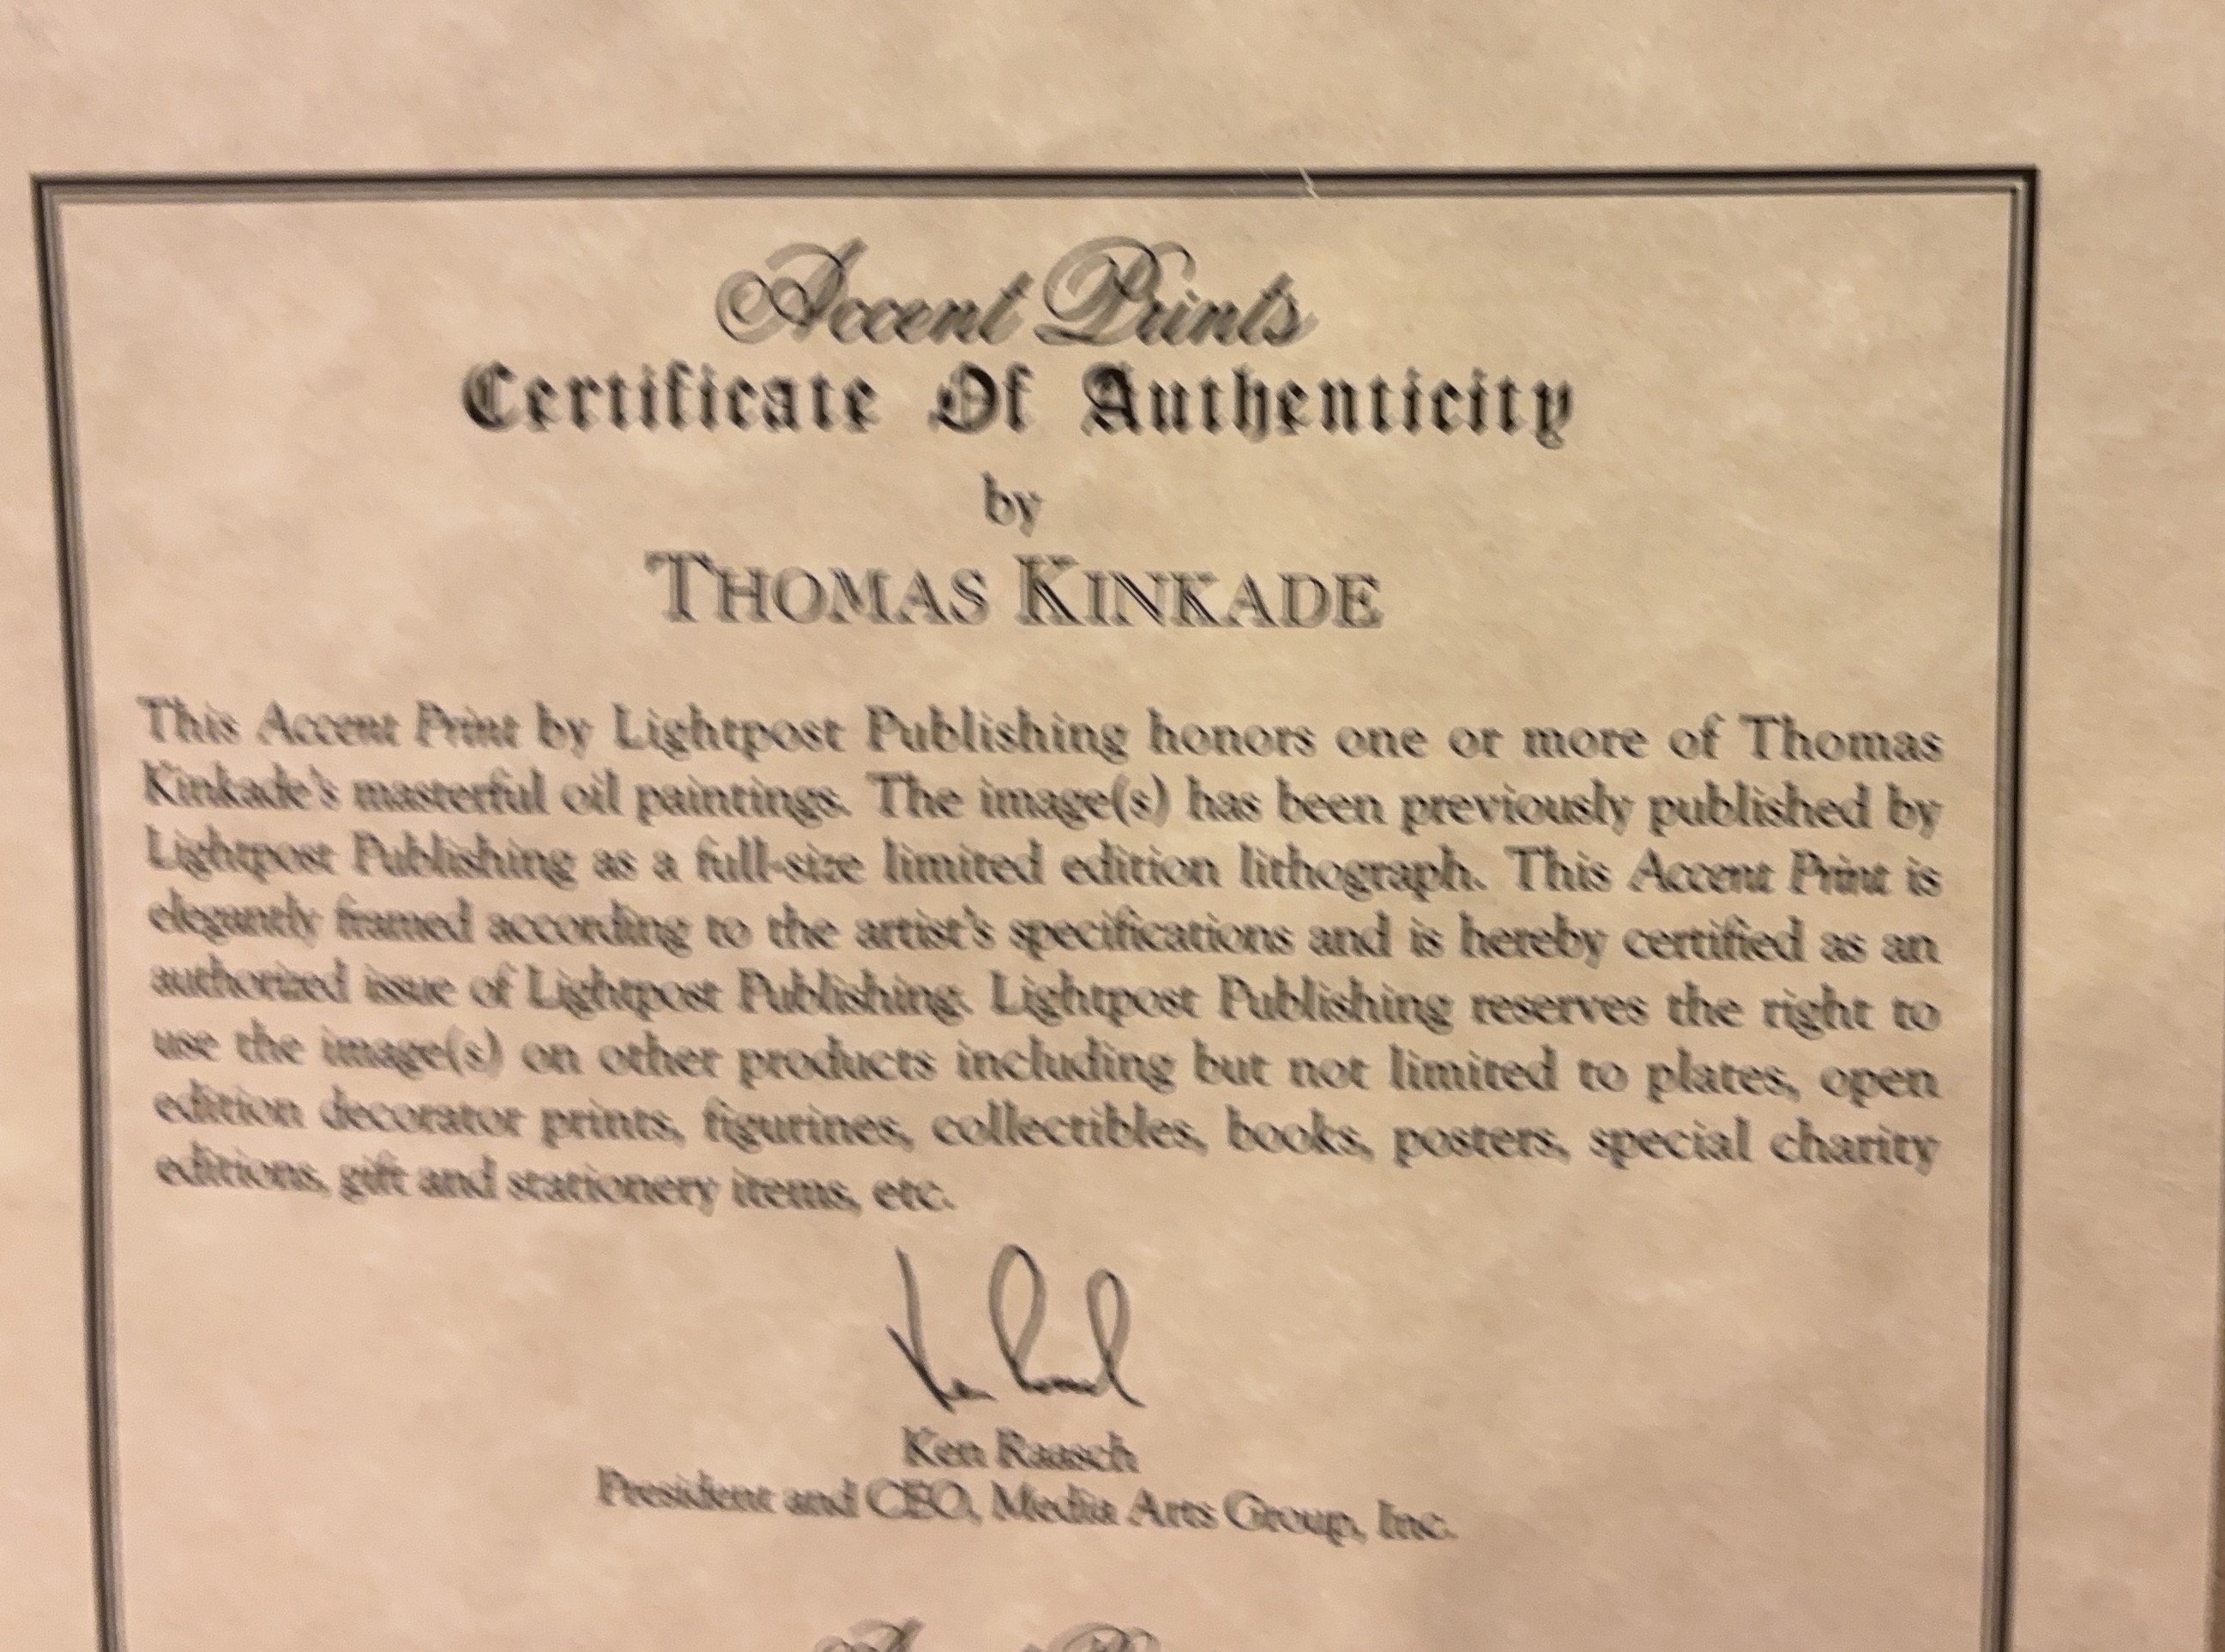 Accent Prints
Certificate Of Authenticity
by
THOMAS KINKADE
This Accent Print by Lightpost Publishing honors one or more of Thomas
Kinkade's masterful oil paintings. The image(s) has been previously published by
Lightpost Publishing as a full-size limited edition lithograph. This Accent Print is
elegantly framed according to the artist's specifications and is hereby certified as an
authorized issue of Lightpost Publishing. Lightpost Publishing reserves the right to
use the image(s) on other products including but not limited to plates, open
edition decorator prints, figurines, collectibles, books, posters, special charity
editions, gift and stationery items, etc.
Ken Raasch
Ken Raasch
President and CEO, Media Arts Group, Inc.